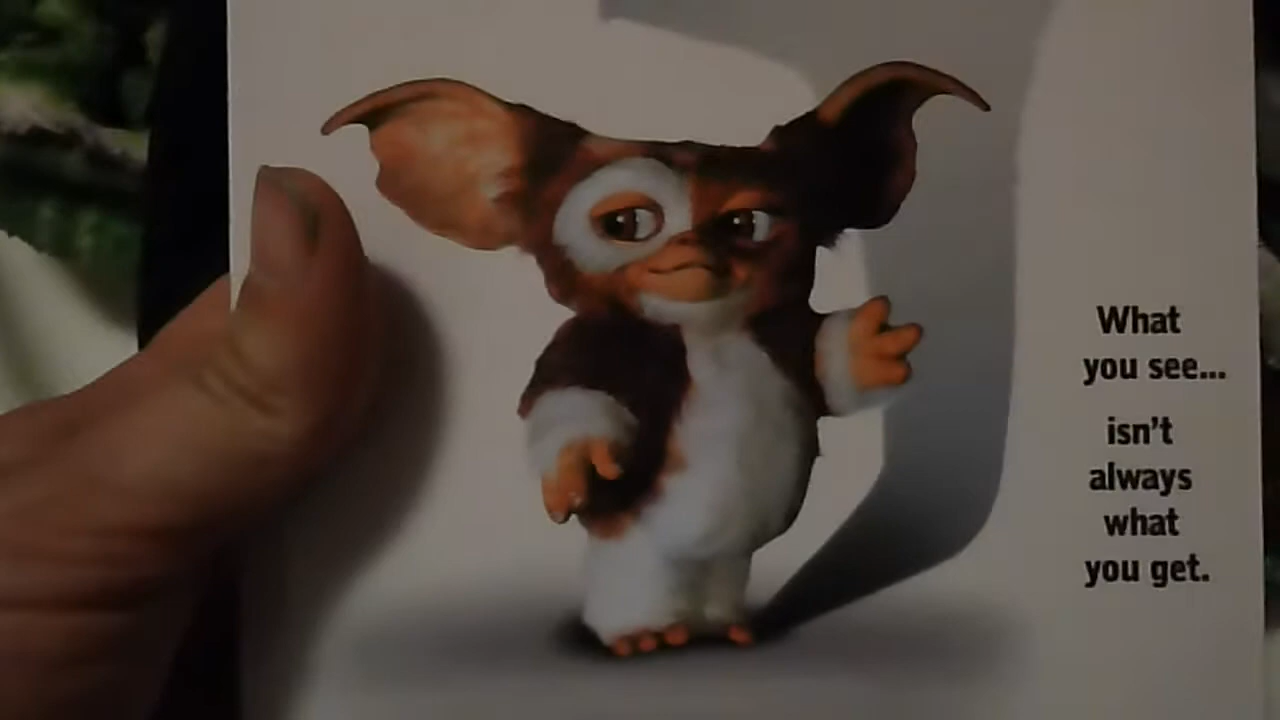 What
you see...
isn't
always
what
you get.